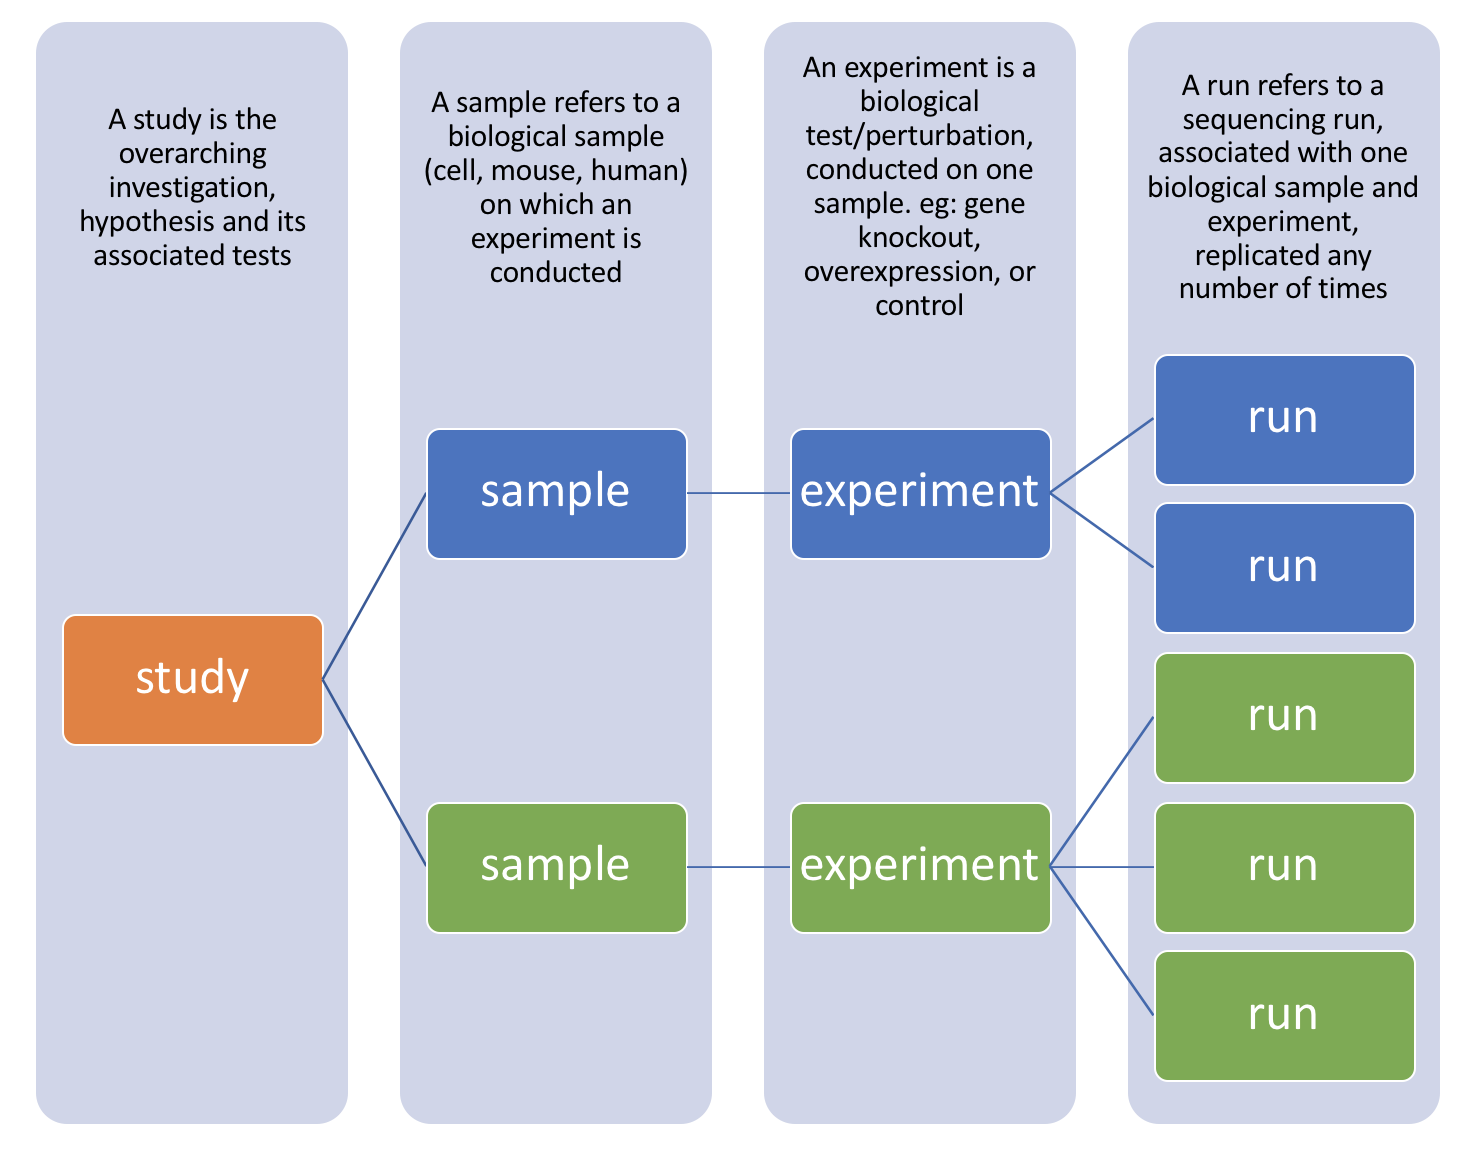 A study is the
overarching
investigation,
hypothesis and its
associated tests
A sample refers to a
biological sample
(cell, mouse, human)
on which an
experiment is
conducted
An experiment is a
biological
test/perturbation,
conducted on one
sample. eg: gene
knockout,
overexpression, or
control
A run refers to a
sequencing run,
associated with one
biological sample and
experiment,
replicated any
number of times
study
sample
experiment
run
run
sample
experiment
run
run
run